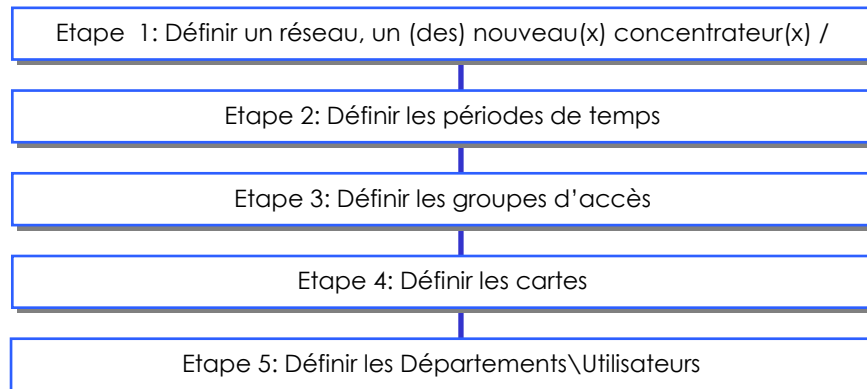 Etape  1: Définir un réseau, un (des) nouveau(x) concentrateur(x) /
Etape 2: Définir les périodes de temps
Etape 3: Définir les groupes d’accès
Etape 4: Définir les cartes
Etape 5: Définir les Départements\Utilisateurs